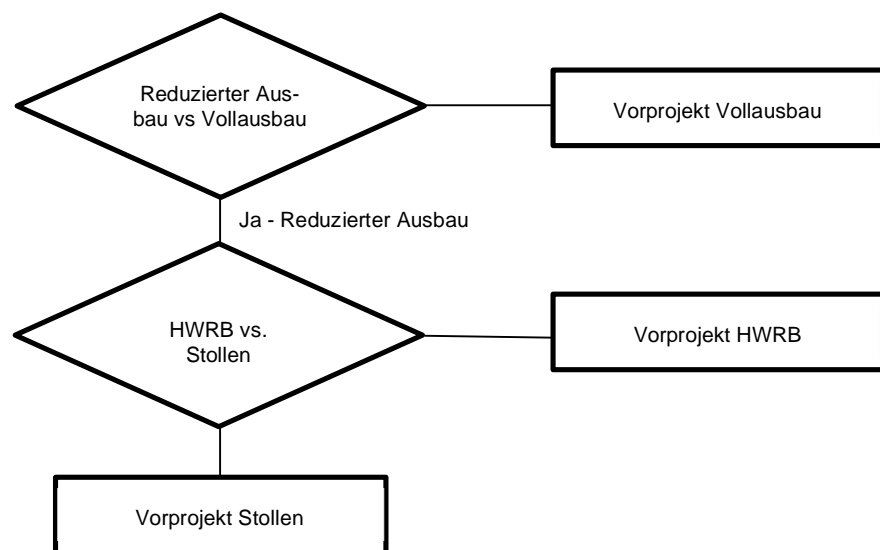 Reduzierter Aus-
bau vs Vollausbau
Vorprojekt Vollausbau
Ja - Reduzierter Ausbau
HWRB vs.
Stollen
Vorprojekt HWRB
Vorprojekt Stollen